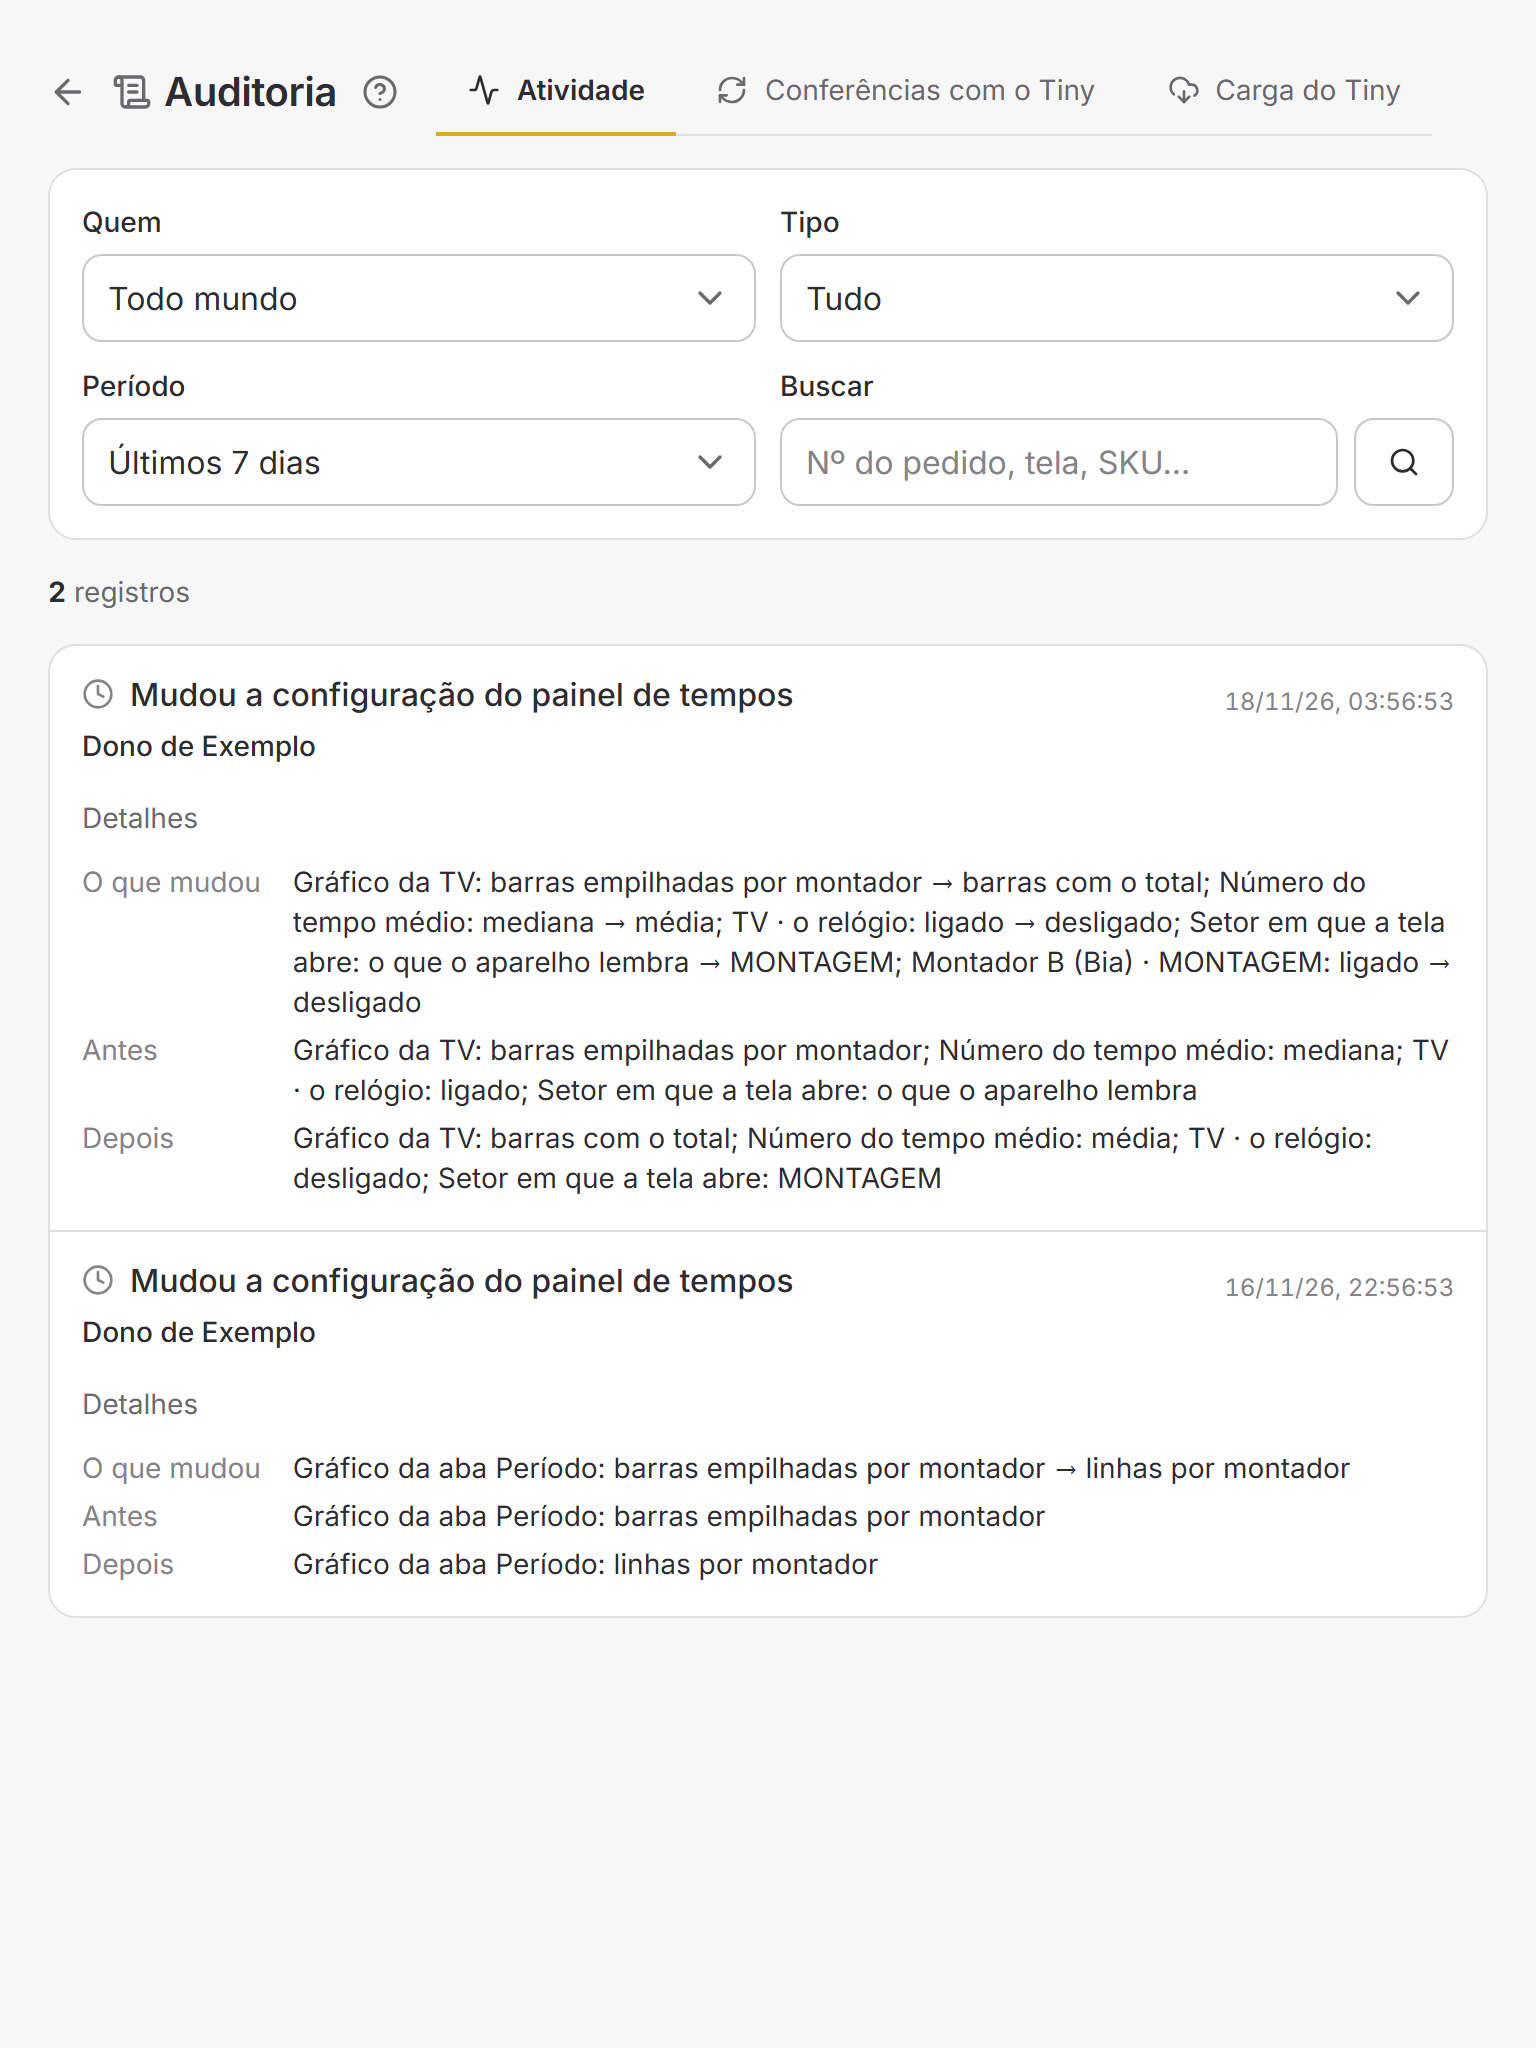 Auditoria
Atividade
Conferências com o Tiny
Carga do Tiny
Quem
Tipo
Todo mundo
Tudo
Período
Buscar
Últimos 7 dias
Nº do pedido, tela, SKU...
2 registros
Mudou a configuração do painel de tempos
18/11/26, 03:56:53
Dono de Exemplo
Detalhes
O que mudou
Gráfico da TV: barras empilhadas por montador → barras com o total; Número do
tempo médio: mediana → média; TV · o relógio: ligado → desligado; Setor em que a tela
abre: o que o aparelho lembra → MONTAGEM; Montador B (Bia) · MONTAGEM: ligado →
desligado
Antes
Gráfico da TV: barras empilhadas por montador; Número do tempo médio: mediana; TV
· o relógio: ligado; Setor em que a tela abre: o que o aparelho lembra
Depois
Gráfico da TV: barras com o total; Número do tempo médio: média; TV · o relógio:
desligado; Setor em que a tela abre: MONTAGEM
Mudou a configuração do painel de tempos
16/11/26, 22:56:53
Dono de Exemplo
Detalhes
O que mudou
Gráfico da aba Período: barras empilhadas por montador → linhas por montador
Antes
Gráfico da aba Período: barras empilhadas por montador
Depois
Gráfico da aba Período: linhas por montador